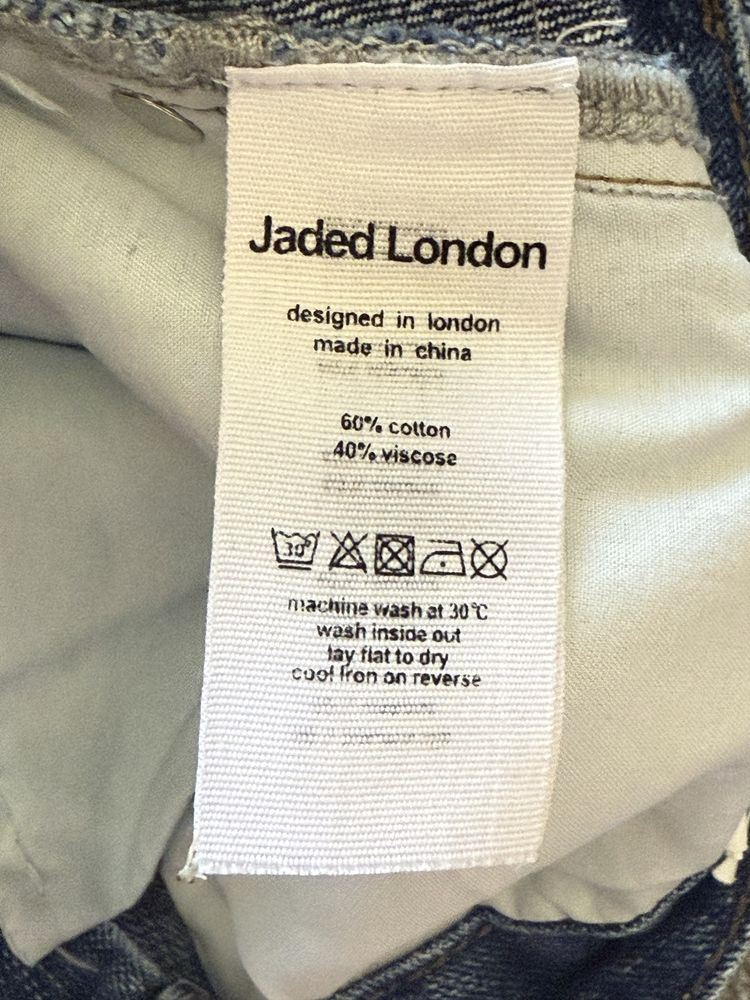 Jaded London
designed in london
made in china
60% cotton
40% viscose
30°
machine wash at 30°C
wash inside out
lay flat to dry
cool iron on reverse